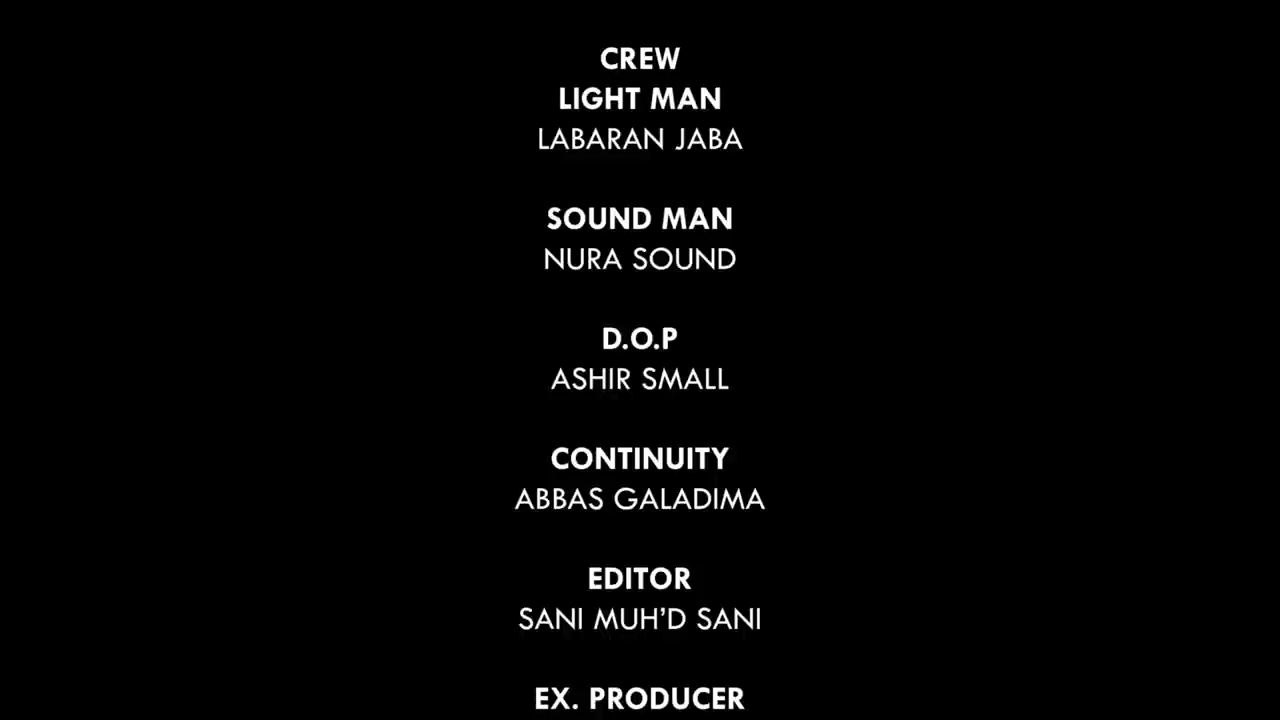 CREW
LIGHT MAN
LABARAN JABA
SOUND MAN
NURA SOUND
D.O.P
ASHIR SMALL
CONTINUITY
ABBAS GALADIMA
EDITOR
SANI MUH’D SANI
EX. PRODUCER